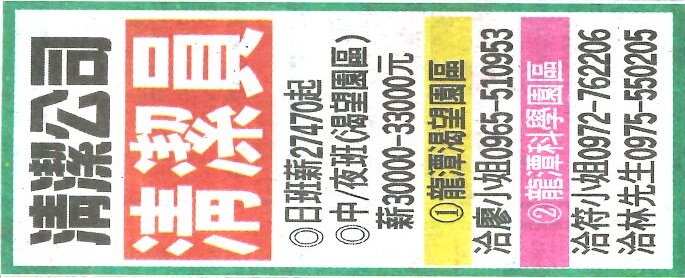 清潔公司
清潔員
◎日班薪27470起
◎中/夜班(渴望園區)
薪30000-33000元
①龍潭渴望園區
洽廖小姐0965-510953
②龍潭科學園區
洽符小姐0972-762206
洽林先生0975-550205